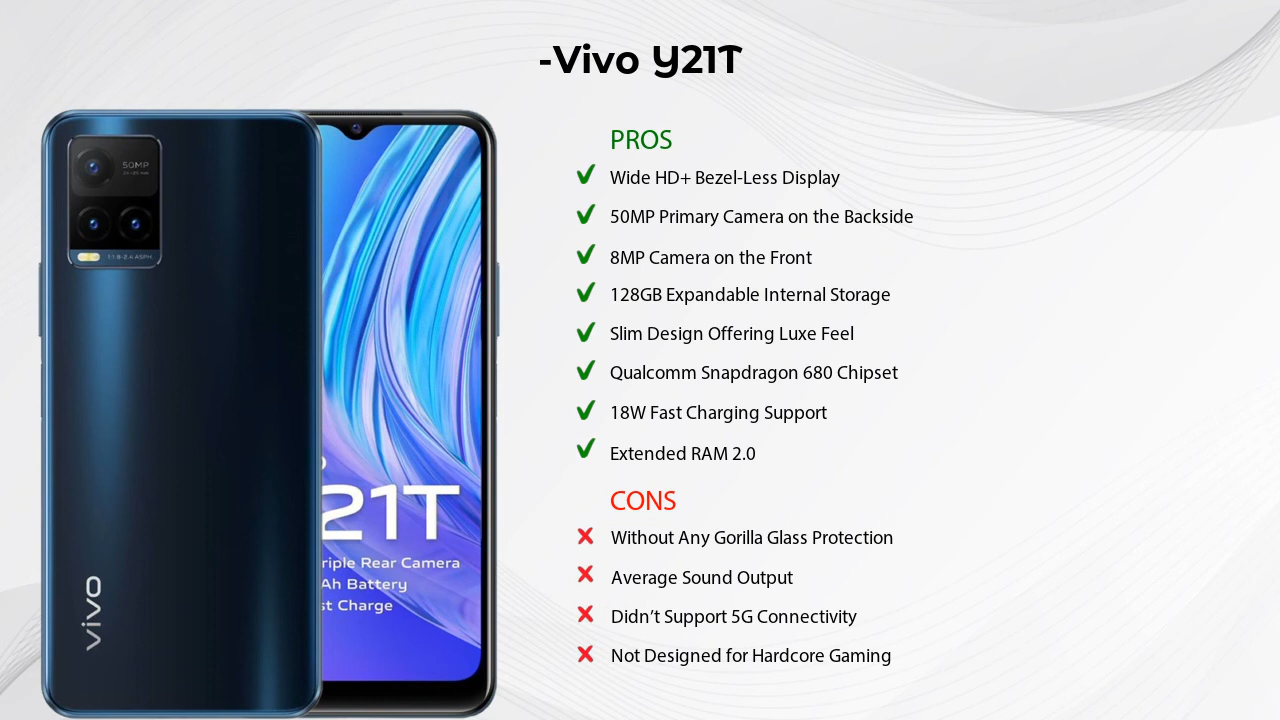 -Vivo Y21T
PROS
Wide HD+ Bezel-Less Display
50MP Primary Camera on the Backside
8MP Camera on the Front
128GB Expandable Internal Storage
Slim Design Offering Luxe Feel
Qualcomm Snapdragon 680 Chipset
18W Fast Charging Support
Extended RAM 2.0
CONS
Without Any Gorilla Glass Protection
Average Sound Output
Didn’t Support 5G Connectivity
Not Designed for Hardcore Gaming
50MP
vivo
21T
riple Rear Camera
Ah Battery
st Charge